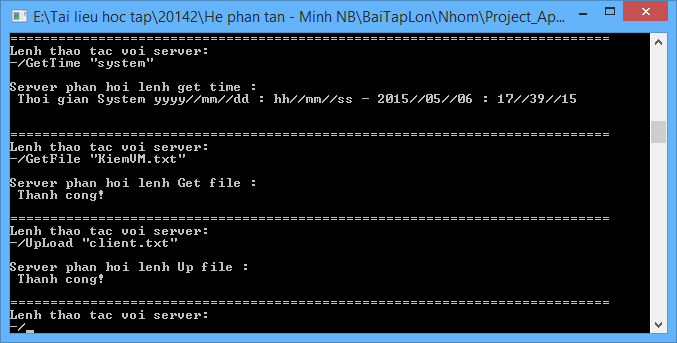 E:\Tai lieu hoc tap\20142\He phan tan - Minh NB\BaiTapLon\Nhom\Project_Ap...
==========================================================================
Lenh thao tac voi server:
~/GetTime "system"
Server phan hoi lenh get time :
Thoi gian System yyyy//mm//dd : hh//mm//ss - 2015//05//06 : 17//39//15
==========================================================================
Lenh thao tac voi server:
~/GetFile "KiemVM.txt"
Server phan hoi lenh Get file :
Thanh cong!
==========================================================================
Lenh thao tac voi server:
~/UpLoad "client.txt"
Server phan hoi lenh Up file :
Thanh cong!
==========================================================================
Lenh thao tac voi server:
~/_